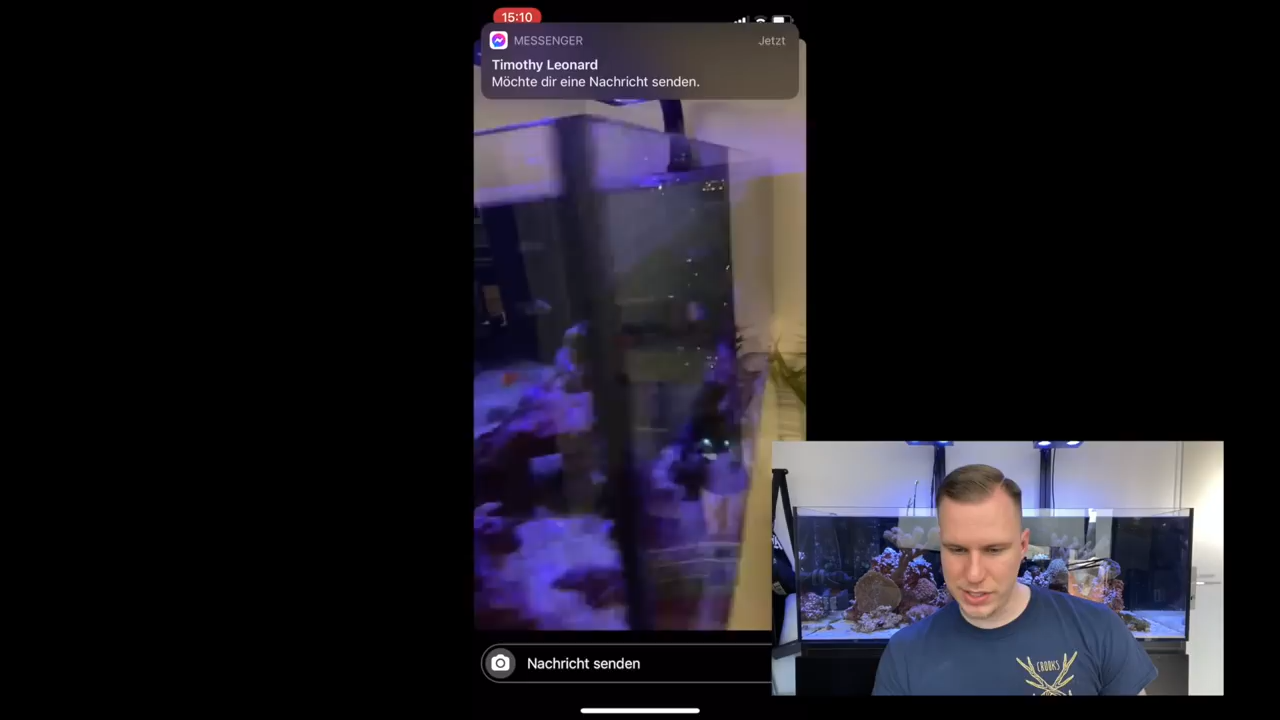 15:10
MESSENGER
Jetzt
Timothy Leonard
Möchte dir eine Nachricht senden.
Nachricht senden
CROOKS